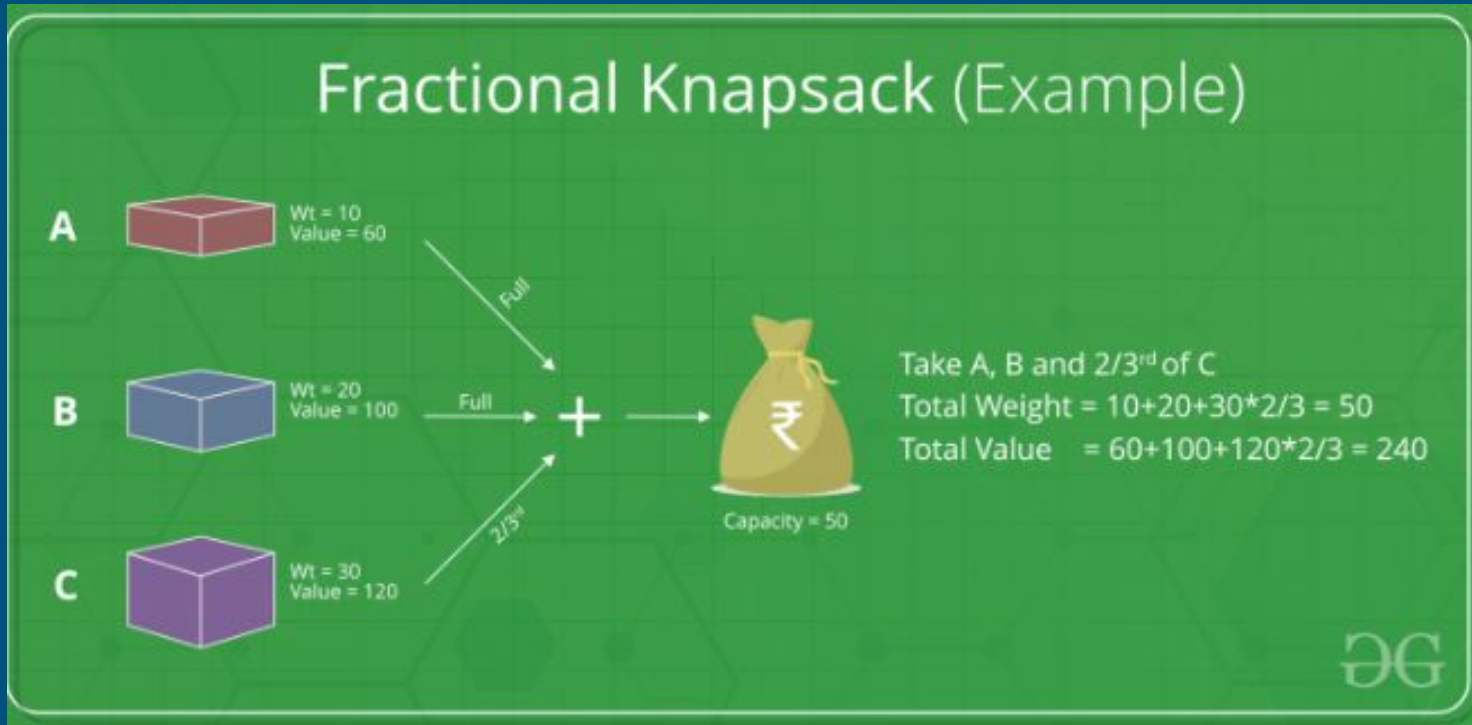 Fractional Knapsack (Example)
A
Wt = 10
Value = 60
Full
B
Wt = 20
Value = 100
Full
C
Wt = 30
Value = 120
2/3rd
₹
Capacity = 50
Take A, B and 2/3rd of C
Total Weight = 10+20+30*2/3 = 50
Total Value = 60+100+120*2/3 = 240
GG